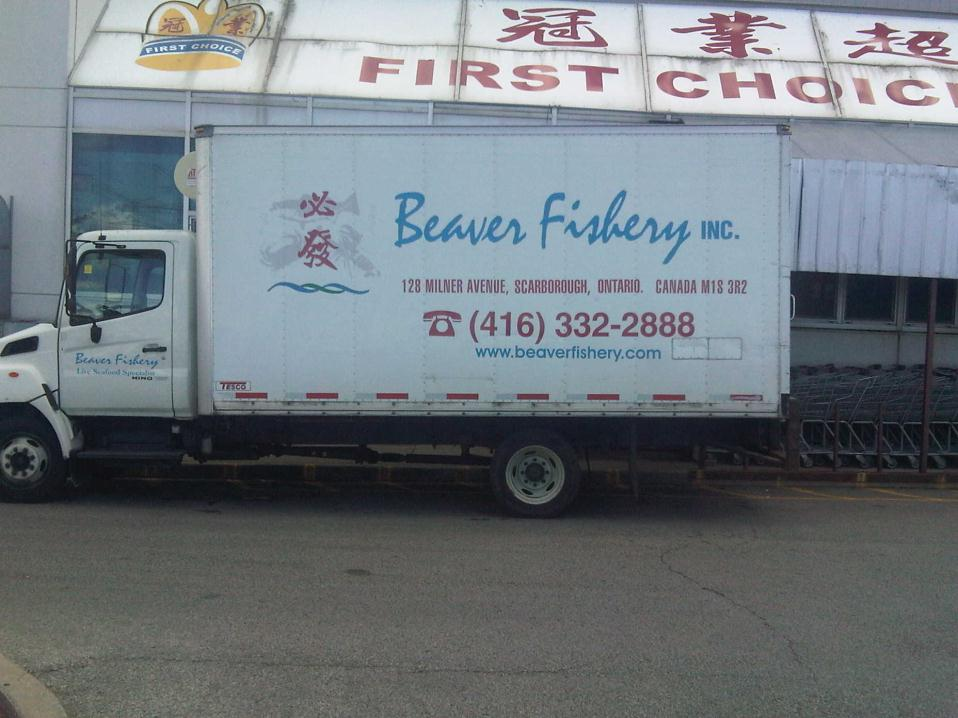 冠業
FIRST CHOICE
冠業超
FIRST CHOIC
必發
Beaver Fishery INC.
128 MILNER AVENUE, SCARBOROUGH, ONTARIO. CANADA M1S 3R2
(416) 332-2888
www.beaverfishery.com
Beaver Fishery
Live Seafood Specialist
HINO
TESCO